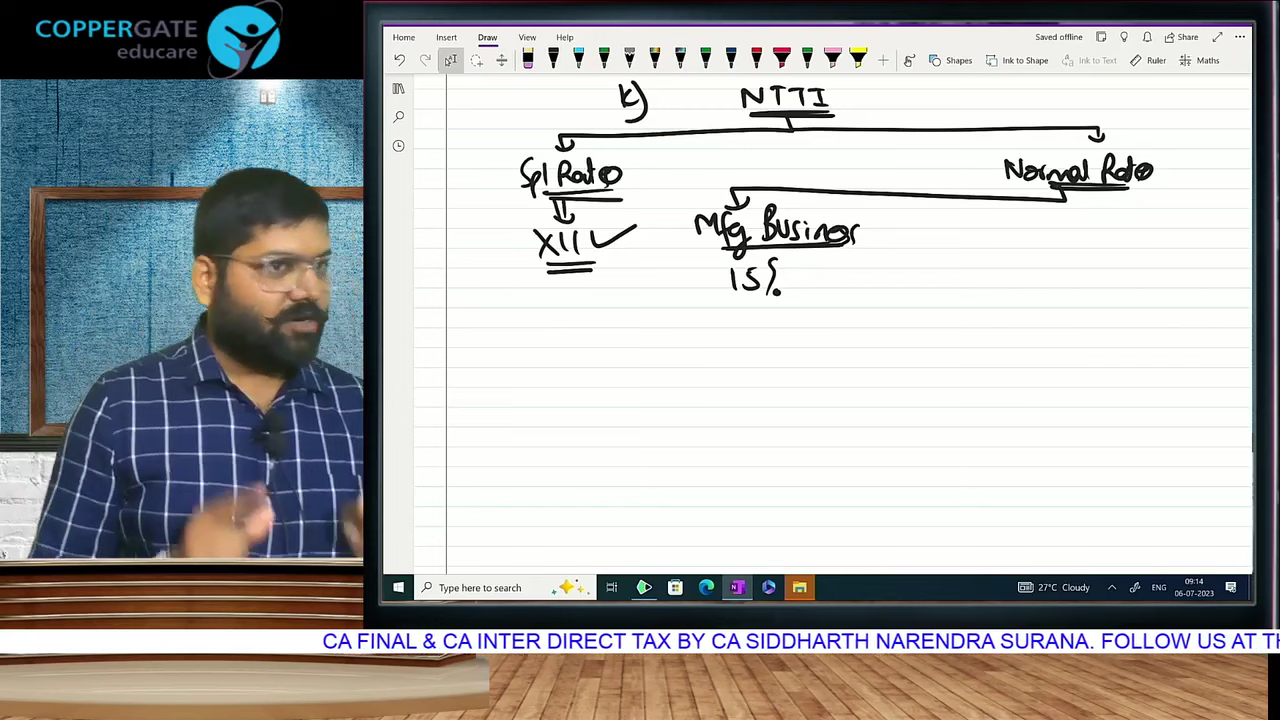 COPPERGATE
educare
Home Insert Draw View Help
Saved offline
Share
Shapes
Ink to Shape
Ink to Text
Ruler
Maths
k) NTTI
Spl Rate
Normal Rate
XII
Mfg Business
15%
Type here to search
27°C Cloudy
ENG
09:14
06-07-2023
CA FINAL & CA INTER DIRECT TAX BY CA SIDDHARTH NARENDRA SURANA. FOLLOW US AT TH